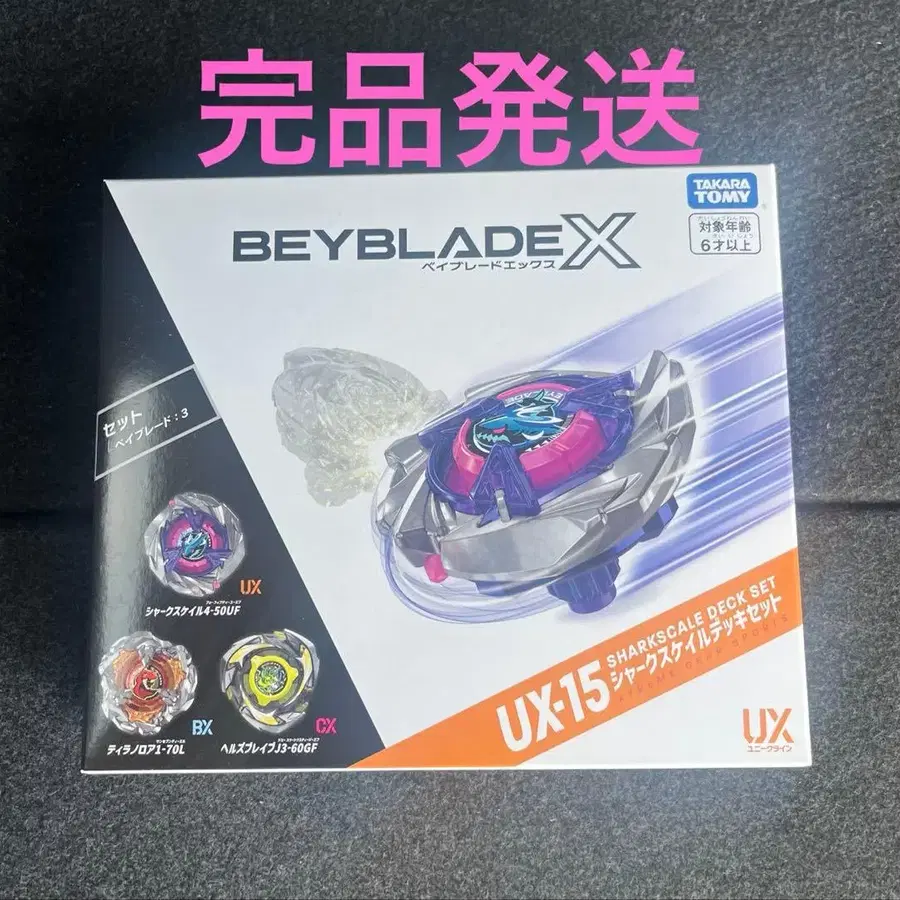 完品発送
TAKARA
TOMY
対象年齢
6才以上
BEYBLADE X
ベイブレードエックス
セット
ベイブレード:3
UX
シャークスケイル4-50UF
BX
ティラノロア1-70L
CX
ヘルズブレイブJ3-60GF
UX-15
SHARKSCALE DECK SET
シャークスケイルデッキセット
UX
ユニークライン